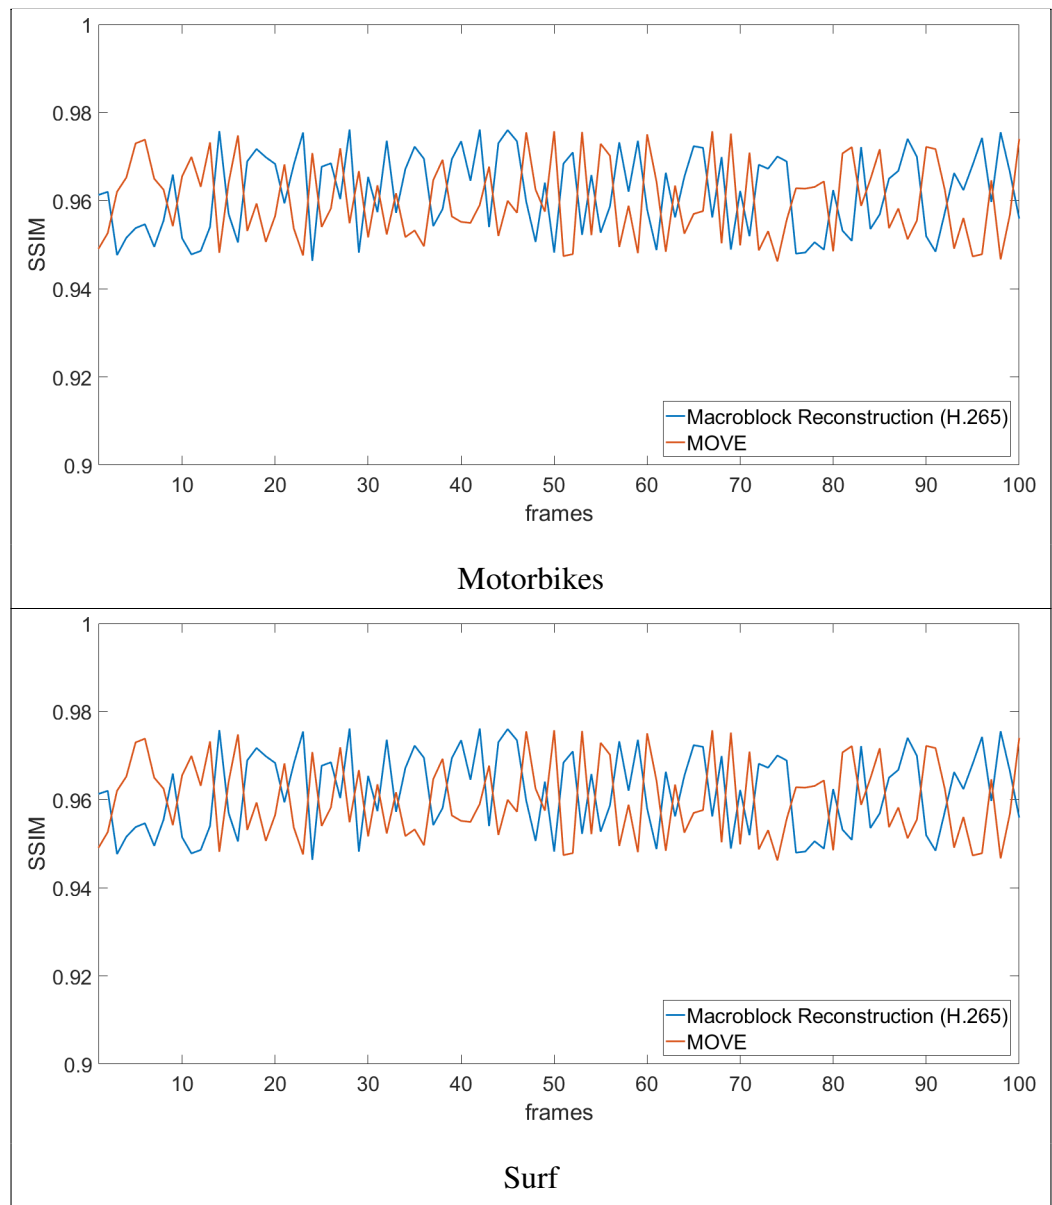 1
0.98
0.96
0.94
0.92
0.9
SSIM
Macroblock Reconstruction (H.265)
MOVE
10 20 30 40 50 60 70 80 90 100
frames
Motorbikes
1
0.98
0.96
0.94
0.92
0.9
SSIM
Macroblock Reconstruction (H.265)
MOVE
10 20 30 40 50 60 70 80 90 100
frames
Surf